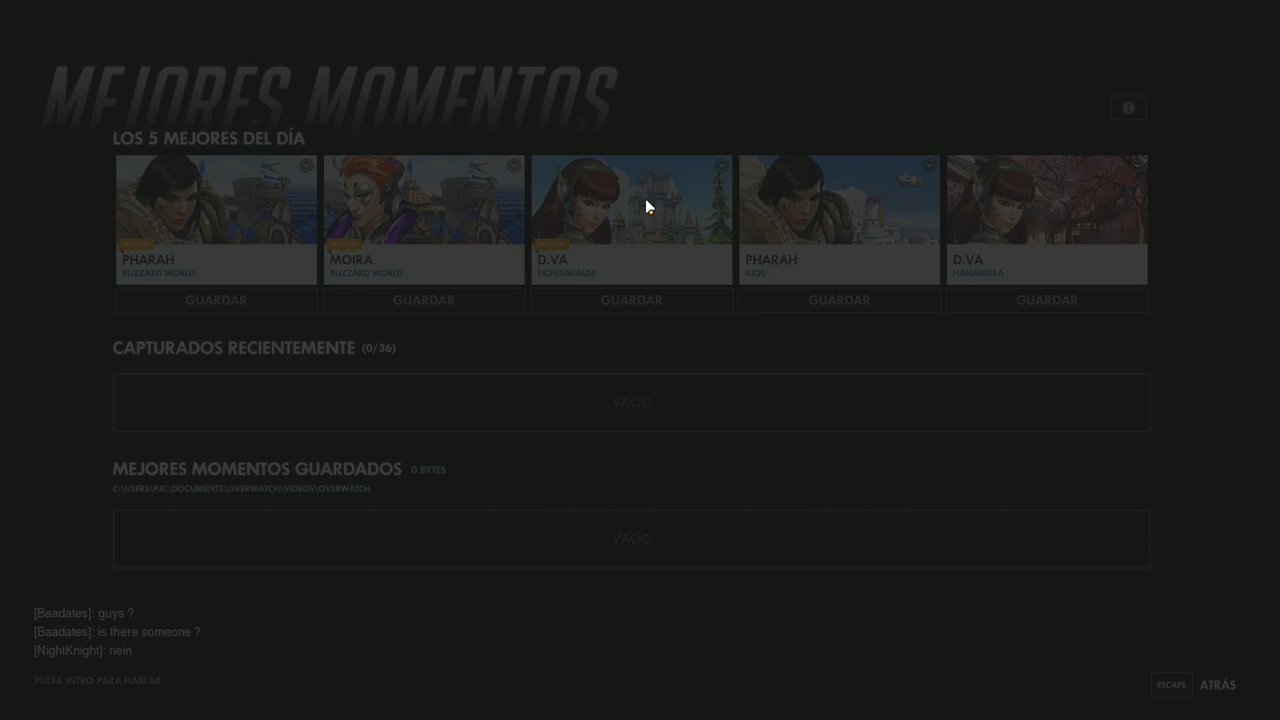 MEJORES MOMENTOS
LOS 5 MEJORES DEL DÍA
PHARAH
BLIZZARD WORLD
GUARDAR
MOIRA
BLIZZARD WORLD
GUARDAR
D.VA
EICHENWALDE
GUARDAR
PHARAH
ILIOS
GUARDAR
D.VA
HANAMURA
GUARDAR
CAPTURADOS RECIENTEMENTE (0/36)
VACÍO
MEJORES MOMENTOS GUARDADOS 0 BYTES
C:\USERS\PJC\DOCUMENTS\OVERWATCH\VIDEOS\OVERWATCH
VACÍO
[Baadates]: guys ?
[Baadates]: is there someone ?
[NightKnight]: nein
PULSA INTRO PARA HABLAR
ESCAPE ATRÁS